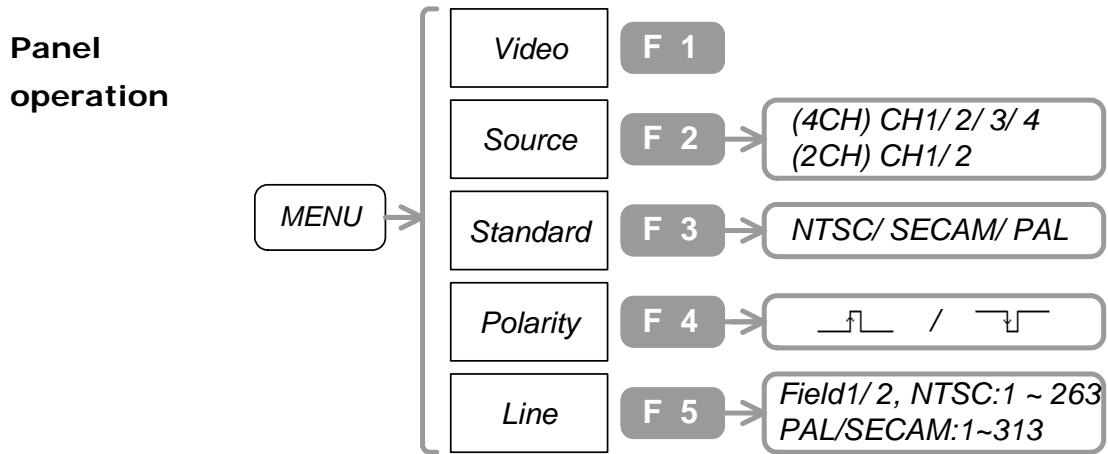 Panel
operation
MENU
Video F 1
Source F 2 (4CH) CH1/ 2/ 3/ 4
(2CH) CH1/ 2
Standard F 3 NTSC/ SECAM/ PAL
Polarity F 4 /
Line F 5 Field1/ 2, NTSC:1 ~ 263
PAL/SECAM:1~313